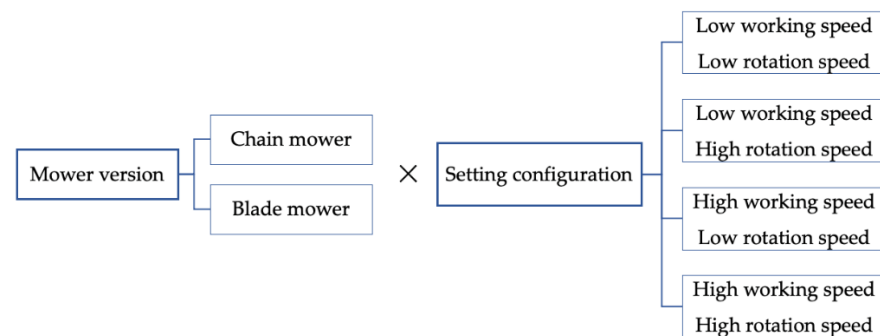 Mower version
Chain mower
Blade mower
×
Setting configuration
Low working speed
Low rotation speed
Low working speed
High rotation speed
High working speed
Low rotation speed
High working speed
High rotation speed